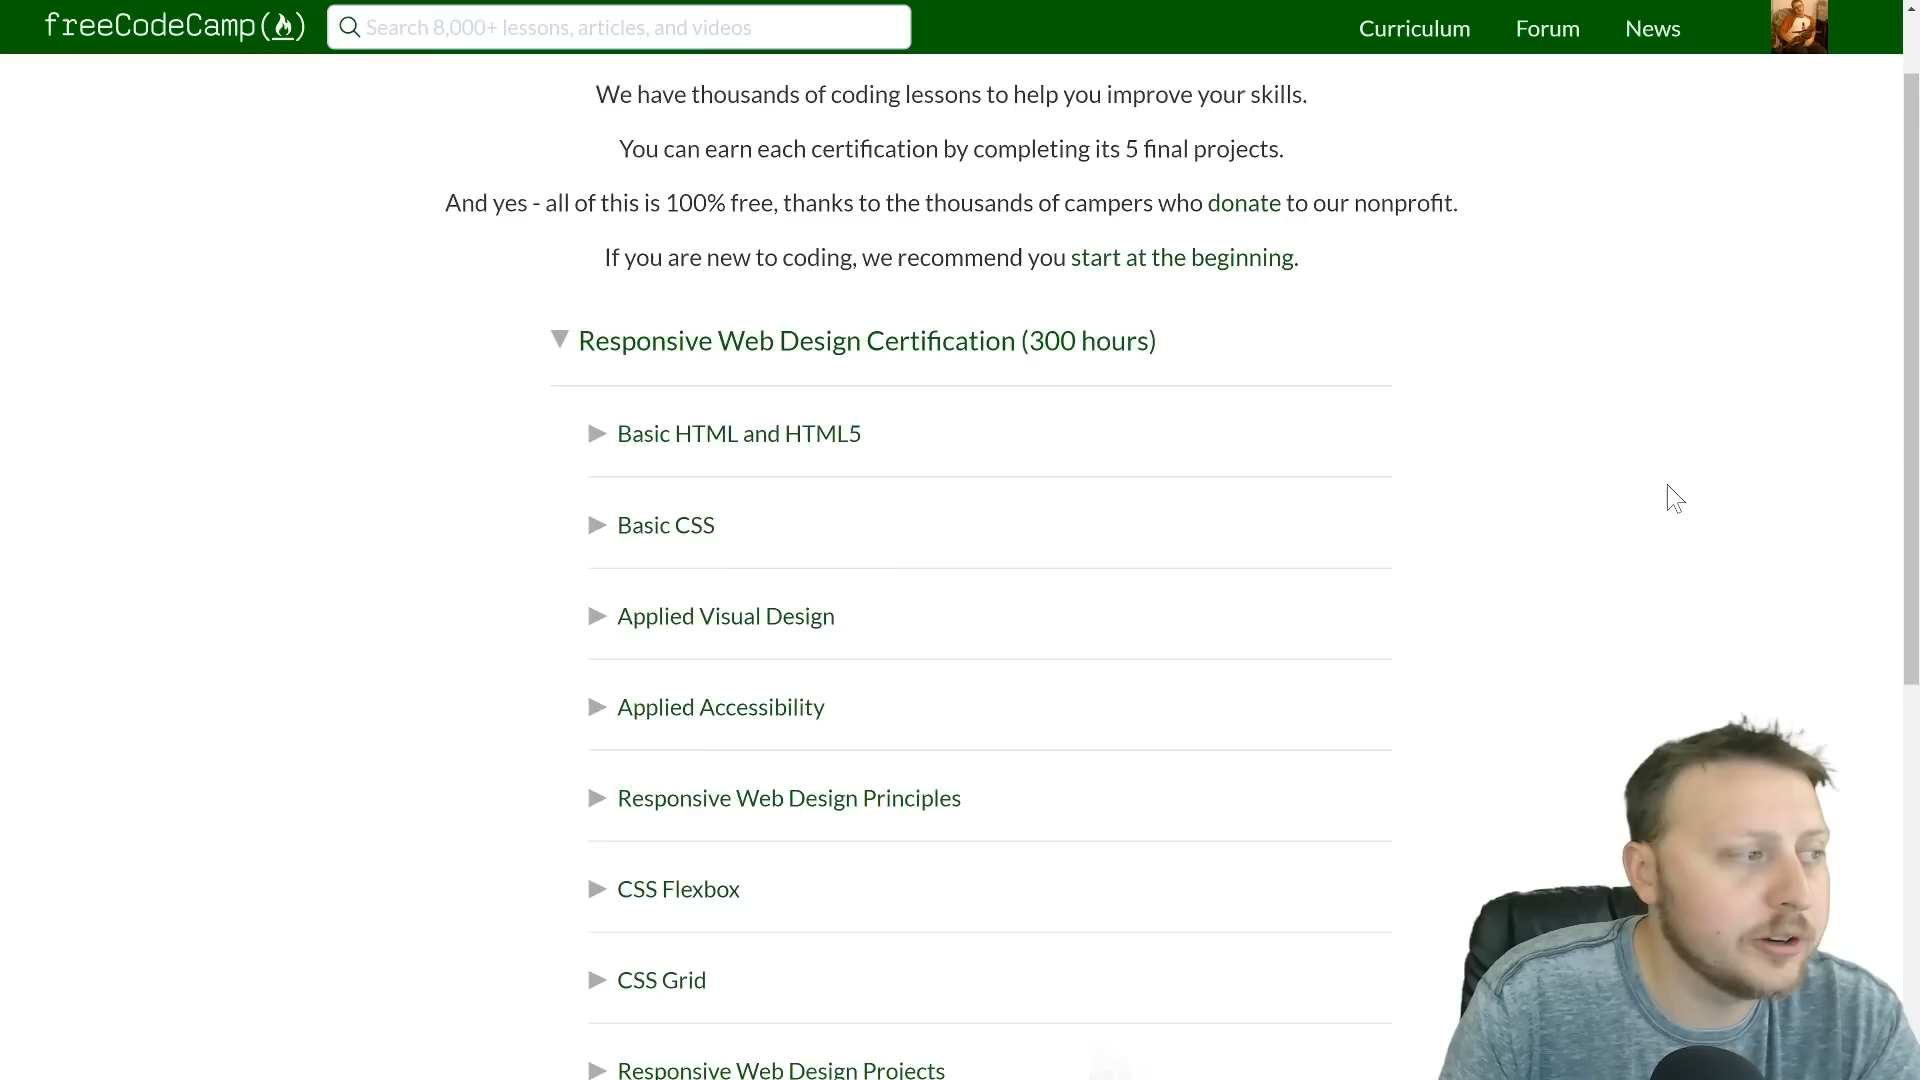 freeCodeCamp
Search 8,000+ lessons, articles, and videos
Curriculum
Forum
News
We have thousands of coding lessons to help you improve your skills.
You can earn each certification by completing its 5 final projects.
And yes - all of this is 100% free, thanks to the thousands of campers who donate to our nonprofit.
If you are new to coding, we recommend you start at the beginning.
Responsive Web Design Certification (300 hours)
Basic HTML and HTML5
Basic CSS
Applied Visual Design
Applied Accessibility
Responsive Web Design Principles
CSS Flexbox
CSS Grid
Responsive Web Design Projects